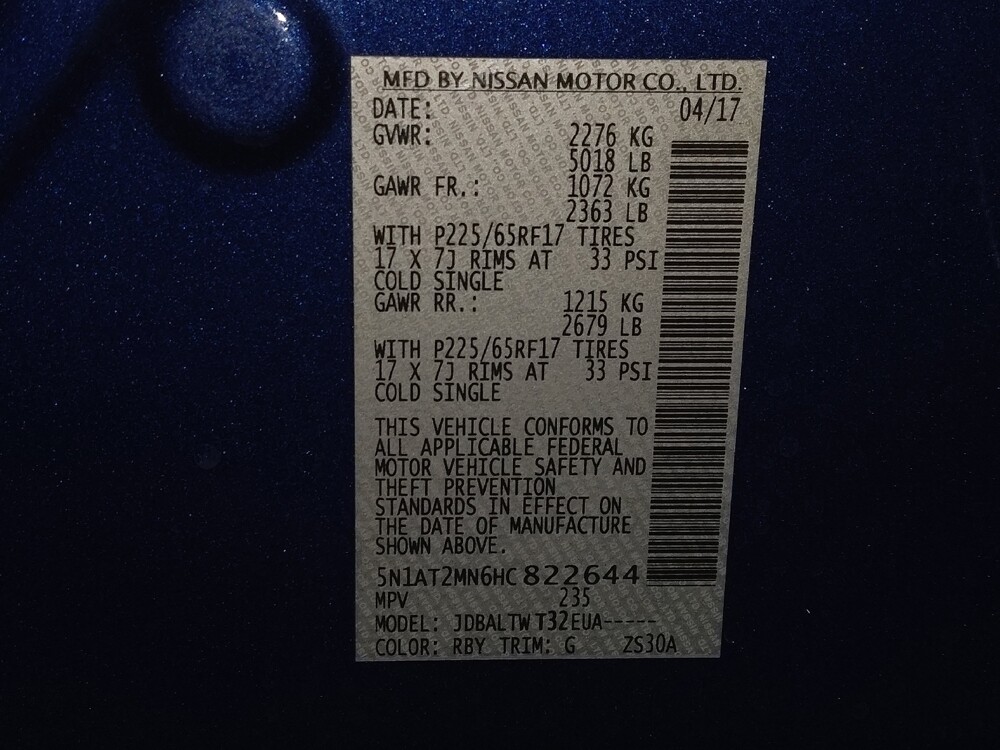 MFD BY NISSAN MOTOR CO., LTD.
DATE: 04/17
GVWR: 2276 KG
5018 LB
GAWR FR.: 1072 KG
2363 LB
WITH P225/65RF17 TIRES
17 X 7J RIMS AT 33 PSI
COLD SINGLE
GAWR RR.: 1215 KG
2679 LB
WITH P225/65RF17 TIRES
17 X 7J RIMS AT 33 PSI
COLD SINGLE
THIS VEHICLE CONFORMS TO
ALL APPLICABLE FEDERAL
MOTOR VEHICLE SAFETY AND
THEFT PREVENTION
STANDARDS IN EFFECT ON
THE DATE OF MANUFACTURE
SHOWN ABOVE.
5N1AT2MN6HC822644
MPV 235
MODEL: JDBALTWT32EUA-----
COLOR: RBY TRIM: G ZS30A